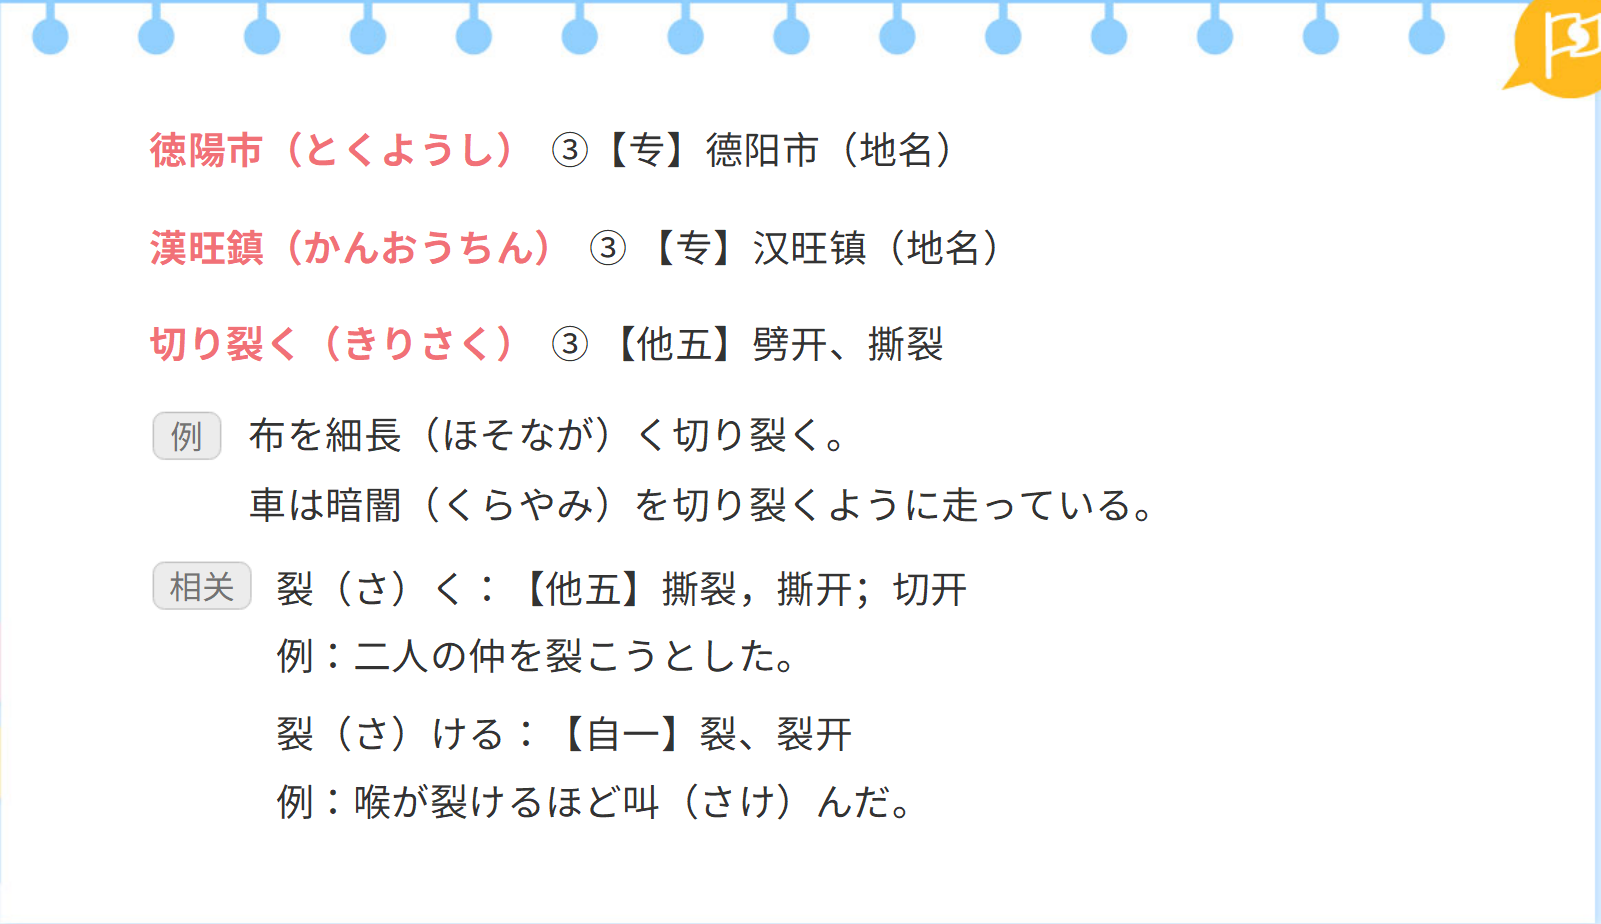 徳陽市（とくようし） ③【专】德阳市（地名）
漢旺鎮（かんおうちん） ③ 【专】汉旺镇（地名）
切り裂く（きりさく） ③ 【他五】劈开、撕裂
例 布を細長（ほそなが）く切り裂く。
車は暗闇（くらやみ）を切り裂くように走っている。
相关 裂（さ）く：【他五】撕裂，撕开；切开
例：二人の仲を裂こうとした。
裂（さ）ける：【自一】裂、裂开
例：喉が裂けるほど叫（さけ）んだ。